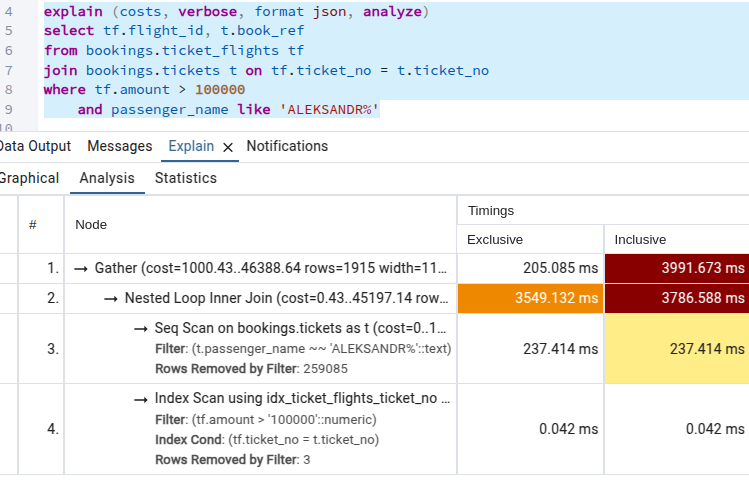 4 explain (costs, verbose, format json, analyze)
5 select tf.flight_id, t.book_ref
6 from bookings.ticket_flights tf
7 join bookings.tickets t on tf.ticket_no = t.ticket_no
8 where tf.amount > 100000
9 and passenger_name like 'ALEKSANDR%'
10
Data Output Messages Explain × Notifications
Graphical Analysis Statistics
# Node Timings
Exclusive Inclusive
1. → Gather (cost=1000.43..46388.64 rows=1915 width=11... 205.085 ms 3991.673 ms
2. → Nested Loop Inner Join (cost=0.43..45197.14 row... 3549.132 ms 3786.588 ms
→ Seq Scan on bookings.tickets as t (cost=0..1...
3. Filter: (t.passenger_name ~~ 'ALEKSANDR%'::text) 237.414 ms 237.414 ms
Rows Removed by Filter: 259085
→ Index Scan using idx_ticket_flights_ticket_no ...
Filter: (tf.amount > '100000'::numeric)
4. Index Cond: (tf.ticket_no = t.ticket_no) 0.042 ms 0.042 ms
Rows Removed by Filter: 3